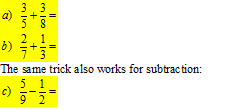 a) 3/5 + 3/8 =
b) 2/7 + 1/3 =
The same trick also works for subtraction:
c) 5/9 - 1/2 =